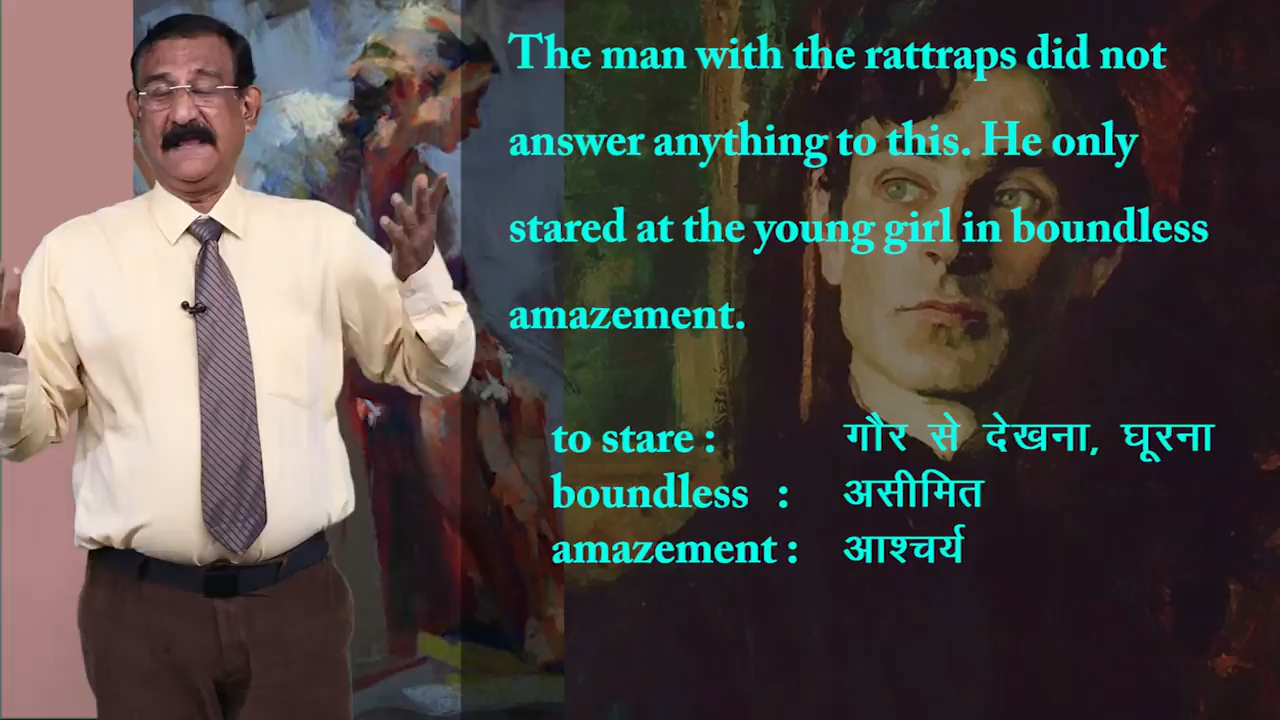 The man with the rattraps did not
answer anything to this. He only
stared at the young girl in boundless
amazement.
to stare : गौर से देखना, घूरना
boundless : असीमित
amazement : आश्चर्य